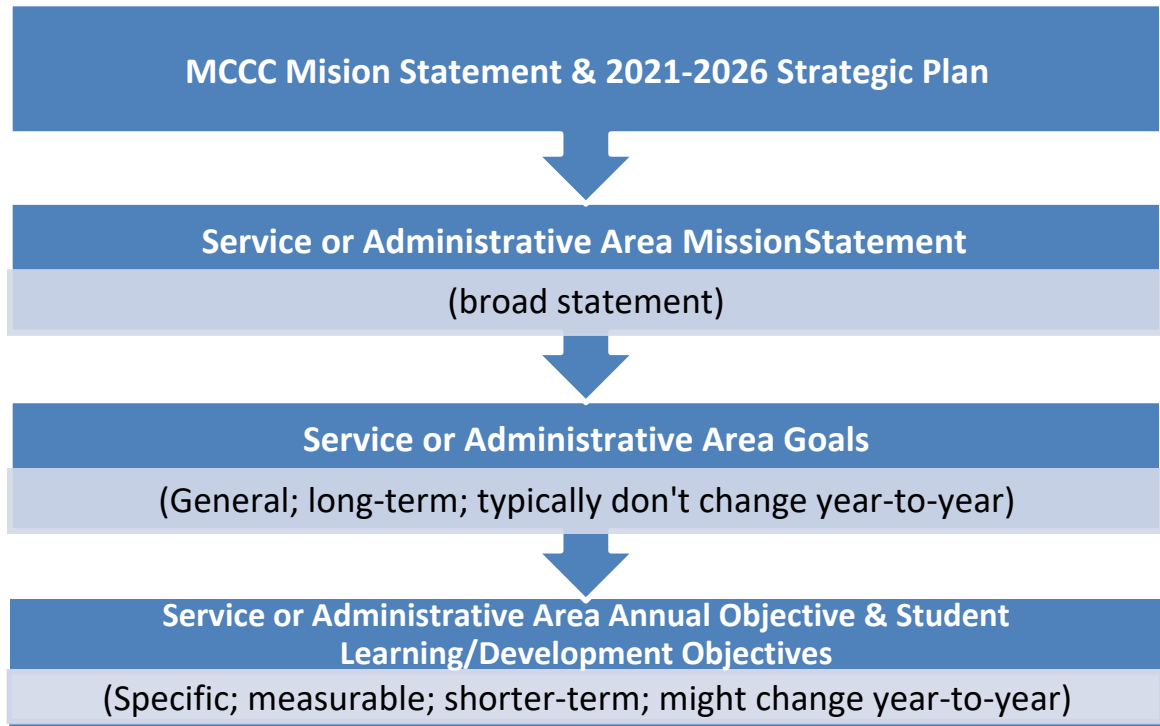 MCCC Mision Statement & 2021-2026 Strategic Plan
Service or Administrative Area MissionStatement
(broad statement)
Service or Administrative Area Goals
(General; long-term; typically don't change year-to-year)
Service or Administrative Area Annual Objective & Student
Learning/Development Objectives
(Specific; measurable; shorter-term; might change year-to-year)